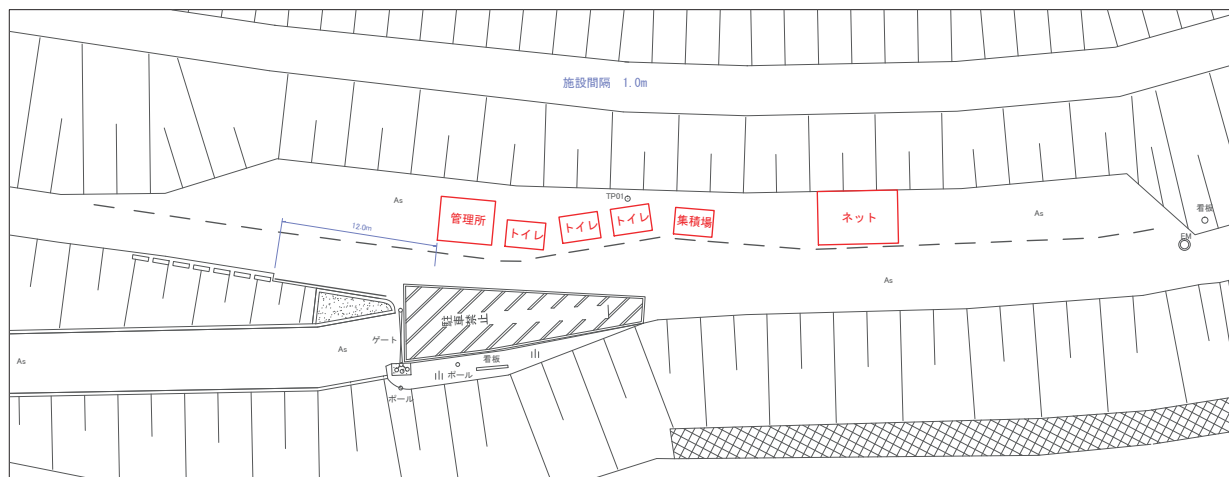 施設間隔 1.0m
As
TP01
管理所
トイレ
トイレ
トイレ
集積場
ネット
As
看板
EM
12.0m
As
駐車禁止
ゲート
As
As
看板
ポール
ポール